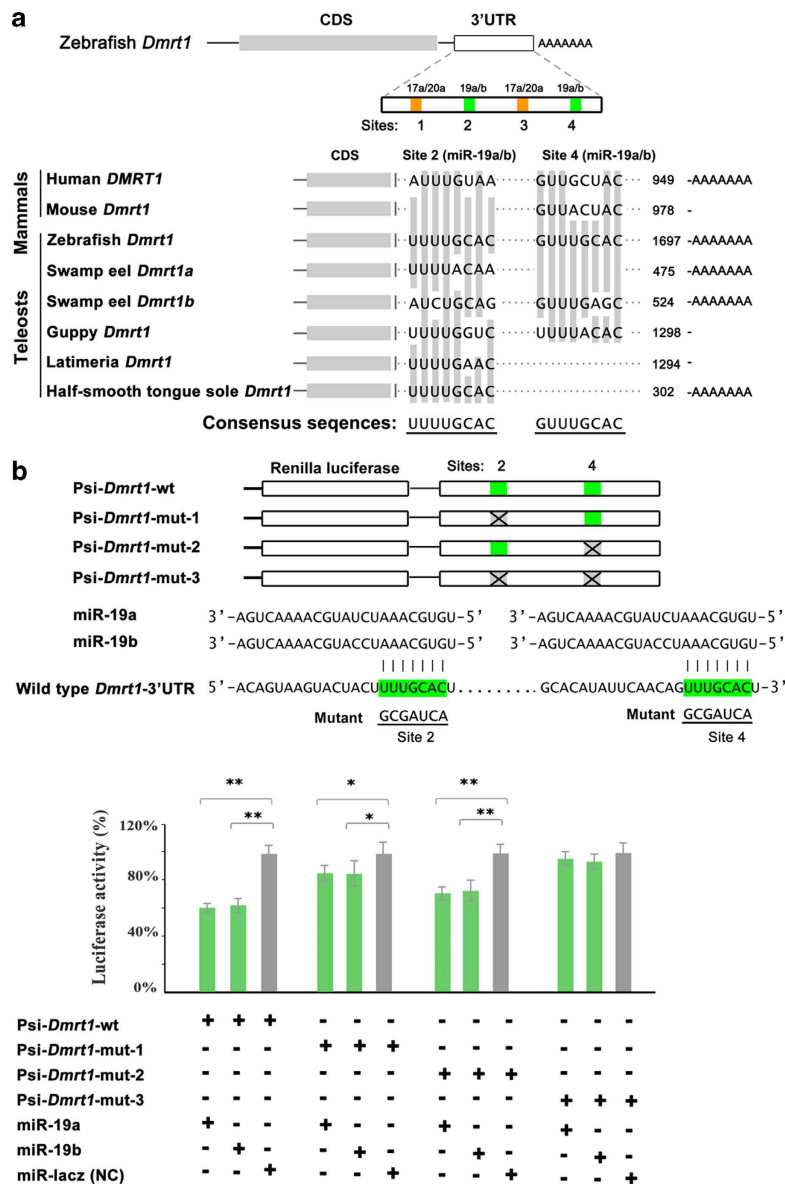 a
CDS 3'UTR
Zebrafish Dmrt1 AAAAAAA
17a/20a 19a/b 17a/20a 19a/b
Sites: 1 2 3 4
CDS Site 2 (miR-19a/b) Site 4 (miR-19a/b)
Mammals
Human DMRT1 AUUUGUAA GUUGCUAC 949 -AAAAAAA
Mouse Dmrt1 GUUACUAC 978 -
Teleosts
Zebrafish Dmrt1 UUUUGCAC GUUUGCAC 1697 -AAAAAAA
Swamp eel Dmrt1a UUUUACAA 475 -AAAAAAA
Swamp eel Dmrt1b AUCUGCAG GUUUGAGC 524 -AAAAAAA
Guppy Dmrt1 UUUUGGUC UUUUACAC 1298 -
Latimeria Dmrt1 UUUUGAAC 1294 -
Half-smooth tongue sole Dmrt1 UUUUGCAC 302 -AAAAAAA
Consensus seqences: UUUUGCAC GUUUGCAC
b
Renilla luciferase Sites: 2 4
Psi-Dmrt1-wt
Psi-Dmrt1-mut-1
Psi-Dmrt1-mut-2
Psi-Dmrt1-mut-3
miR-19a 3'-AGUCAAAACGUAUCUAAACGUGU-5' 3'-AGUCAAAACGUAUCUAAACGUGU-5'
miR-19b 3'-AGUCAAAACGUACCUAAACGUGU-5' 3'-AGUCAAAACGUACCUAAACGUGU-5'
Wild type Dmrt1-3'UTR 5'-ACAGUAAGUACUACUUUUGCACU........GCACAUAUUCAACAGUUUGCACU-3'
Mutant GCGAUCA Mutant GCGAUCA
Site 2 Site 4
** * **
** * **
Luciferase activity (%)
120%
80%
40%
0%
Psi-Dmrt1-wt + + + - - - - - - - - -
Psi-Dmrt1-mut-1 - - - + + + - - - - - -
Psi-Dmrt1-mut-2 - - - - - - + + + - - -
Psi-Dmrt1-mut-3 - - - - - - - - - + + +
miR-19a + - - + - - + - - + - -
miR-19b - + - - + - - + - - + -
miR-lacz (NC) - - + - - + - - + - - +